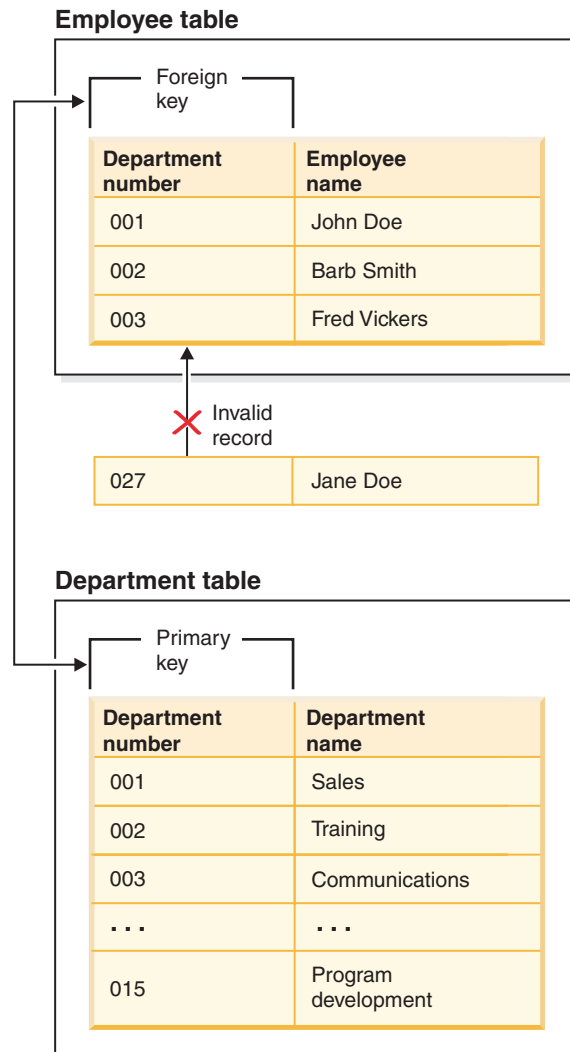 Employee table
Foreign
key
Department number
Employee name
001 John Doe
002 Barb Smith
003 Fred Vickers
Invalid
record
027 Jane Doe
Department table
Primary
key
Department number
Department name
001 Sales
002 Training
003 Communications
. . . . . .
015 Program development